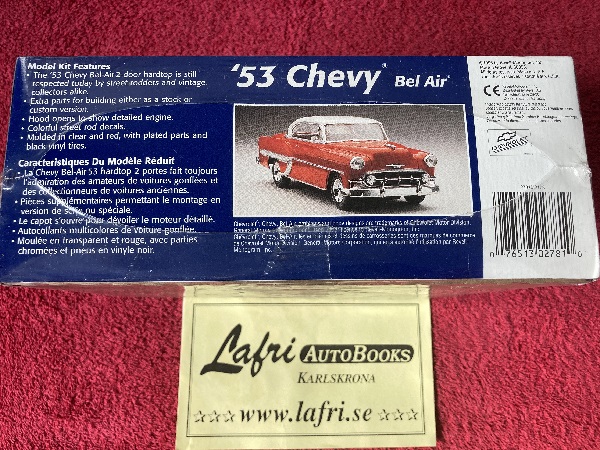 Model Kit Features
• The '53 Chevy Bel-Air 2 door hardtop is still
respected today by street rodders and vintage
collectors alike.
• Extra parts for building either as a stock or
custom version.
• Hood opens to show detailed engine.
• Colorful street rod decals.
• Molded in clear and red, with plated parts and
black vinyl tires.
Caractéristiques Du Modèle Réduit
• La Chevy Bel-Air 53 hardtop 2 portes fait toujours
l'admiration des amateurs de voitures gonflées et
des collectionneurs de voitures anciennes.
• Pièces supplémentaires permettant le montage en
version de série ou spéciale.
• Le capot s'ouvre pour dévoiler le moteur détaillé.
• Autocollants multicolores de voiture gonflée.
• Moulée en transparent et rouge, avec parties
chromées et pneus en vinyle noir.
'53 Chevy® Bel Air®
CE
CHEVROLET
0 76513 02781 6
Lafri AUTOBOOKS
KARLSKRONA
☆☆☆ www.lafri.se ☆☆☆